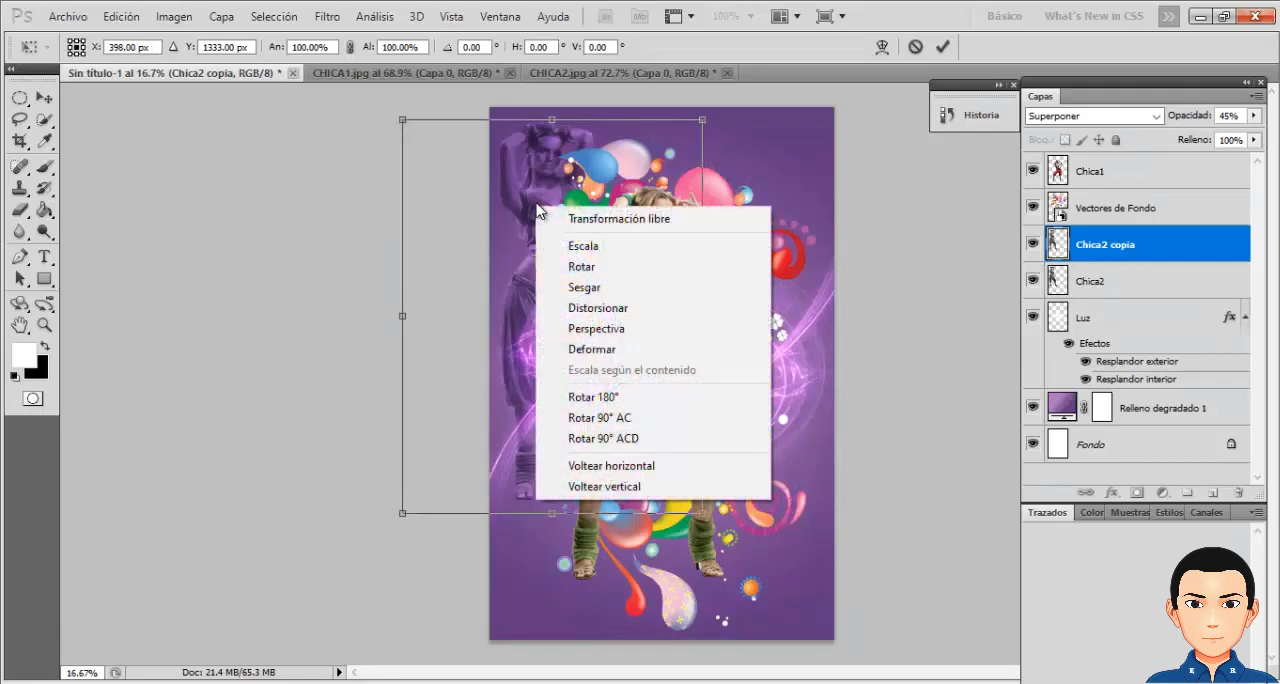 Ps Archivo Edición Imagen Capa Selección Filtro Análisis 3D Vista Ventana Ayuda Br Mb 100% Básico What's New in CS5
X: 398.00 px Y: 1333.00 px An: 100.00% Al: 100.00% 0.00 ° H: 0.00 ° V: 0.00 °
Sin título-1 al 16.7% (Chica2 copia, RGB/8) * CHICA1.jpg al 68.9% (Capa 0, RGB/8) * CHICA2.jpg al 72.7% (Capa 0, RGB/8) *
Historia
Capas
Superponer Opacidad: 45%
Bloq.: Relleno: 100%
Chica1
Vectores de Fondo
Chica2 copia
Chica2
Luz fx
Efectos
Resplandor exterior
Resplandor interior
Relleno degradado 1
Fondo
Trazados Color Muestras Estilos Canales
Transformación libre
Escala
Rotar
Sesgar
Distorsionar
Perspectiva
Deformar
Escala según el contenido
Rotar 180°
Rotar 90° AC
Rotar 90° ACD
Voltear horizontal
Voltear vertical
K R
16.67% Doc: 21.4 MB/65.3 MB